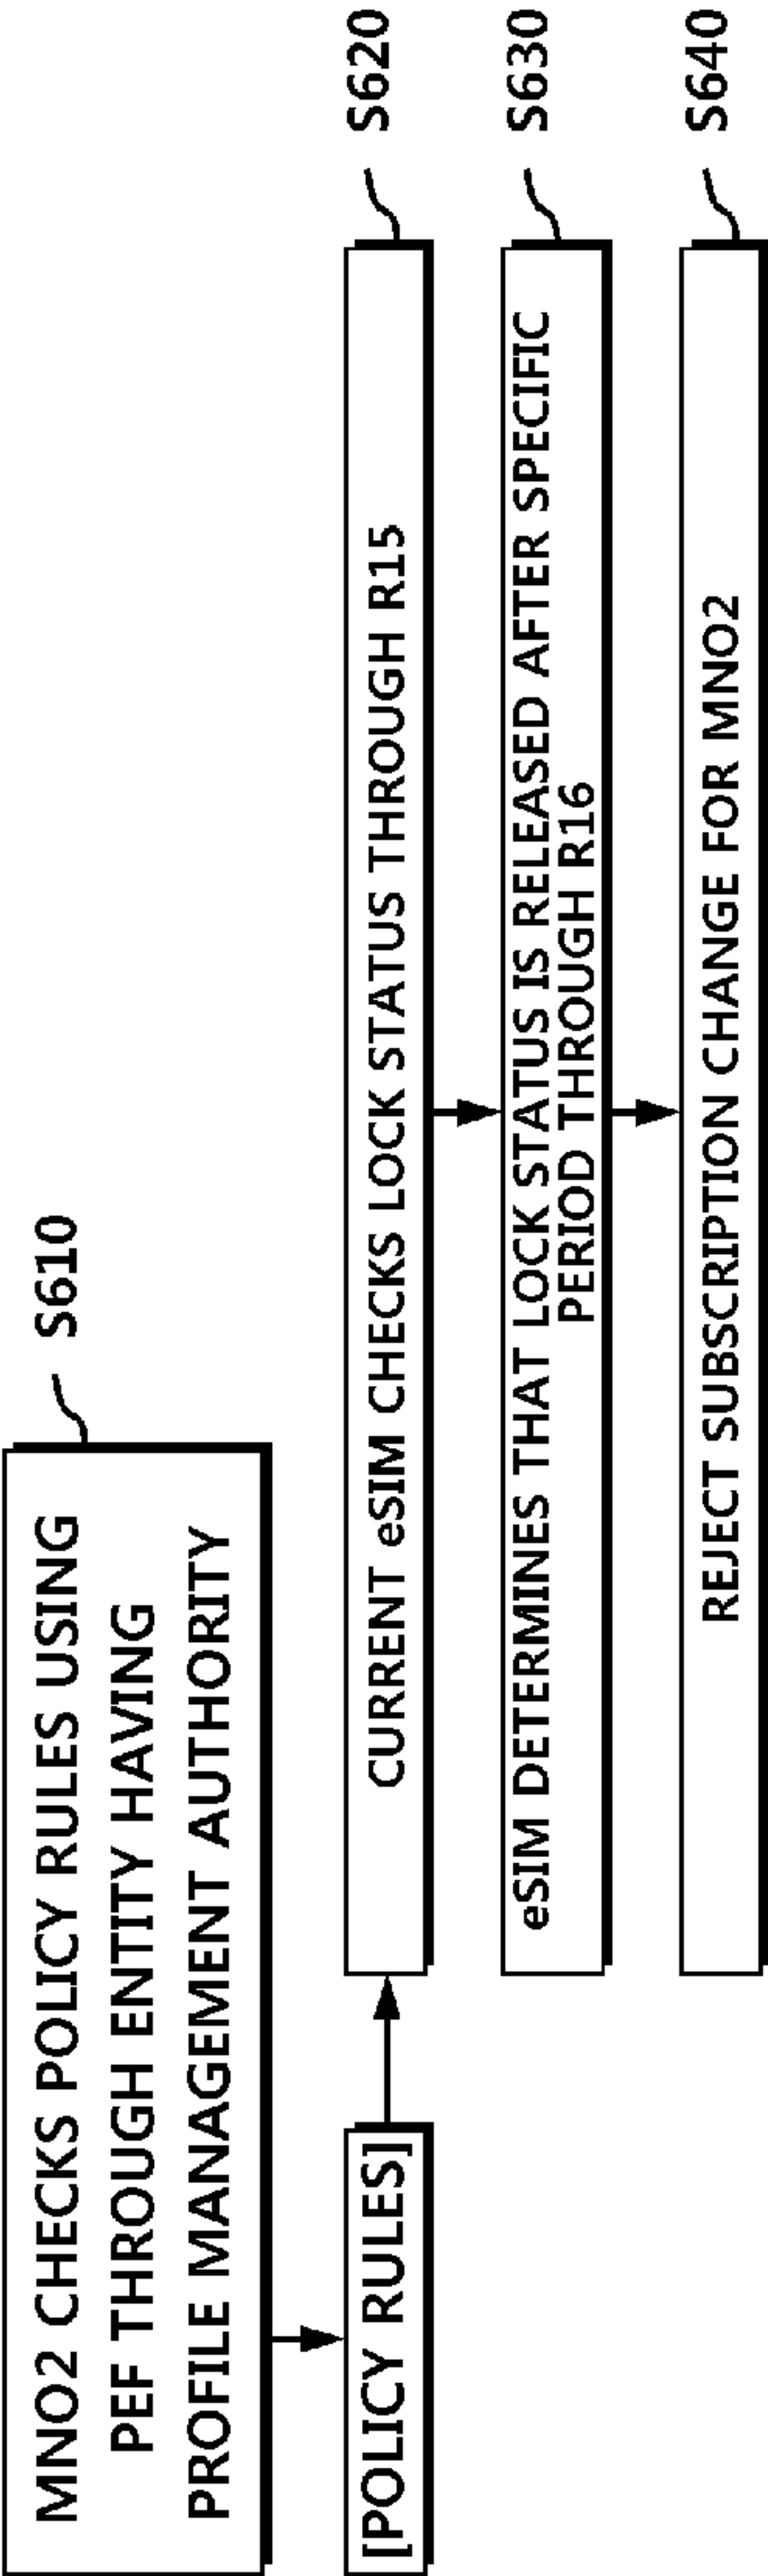 MNO2 CHECKS POLICY RULES USING
PEF THROUGH ENTITY HAVING
PROFILE MANAGEMENT AUTHORITY
S610
[POLICY RULES]
CURRENT eSIM CHECKS LOCK STATUS THROUGH R15
S620
eSIM DETERMINES THAT LOCK STATUS IS RELEASED AFTER SPECIFIC
PERIOD THROUGH R16
S630
REJECT SUBSCRIPTION CHANGE FOR MNO2
S640